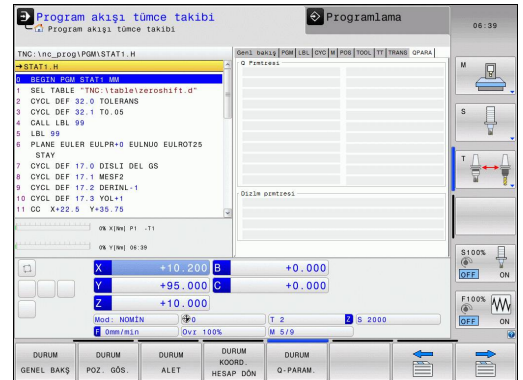 Program akışı tümce takibi
Program akışı tümce takibi
Programlama
06:39
TNC:\nc_prog\PGM\STAT1.H
→STAT1.H
0 BEGIN PGM STAT1 MM
1 SEL TABLE "TNC:\table\zeroshift.d"
2 CYCL DEF 32.0 TOLERANS
3 CYCL DEF 32.1 T0.05
4 CALL LBL 99
5 LBL 99
6 PLANE EULER EULPR+0 EULNU0 EULROT25
STAY
7 CYCL DEF 17.0 DISLI DEL GS
8 CYCL DEF 17.1 MESF2
9 CYCL DEF 17.2 DERINL-1
10 CYCL DEF 17.3 YOL+1
11 CC X+22.5 Y+35.75
Genl bakış PGM LBL CYC M POS TOOL TT TRANS QPARA
Q Prmtresi
Dizlm prmtresi
0% X[Nm] P1 -T1
0% Y[Nm] 06:39
X +10.200 B +0.000
Y +95.000 C +0.000
Z +10.000
Mod: NOMİN 0 T 2 Z S 2000
F 0mm/min Ovr 100% M 5/9
M
S
T
S100%
OFF ON
F100%
OFF ON
DURUM
GENEL BAKŞ
DURUM
POZ. GÖS.
DURUM
ALET
DURUM
KOORD.
HESAP DÖN
DURUM
Q-PARAM.